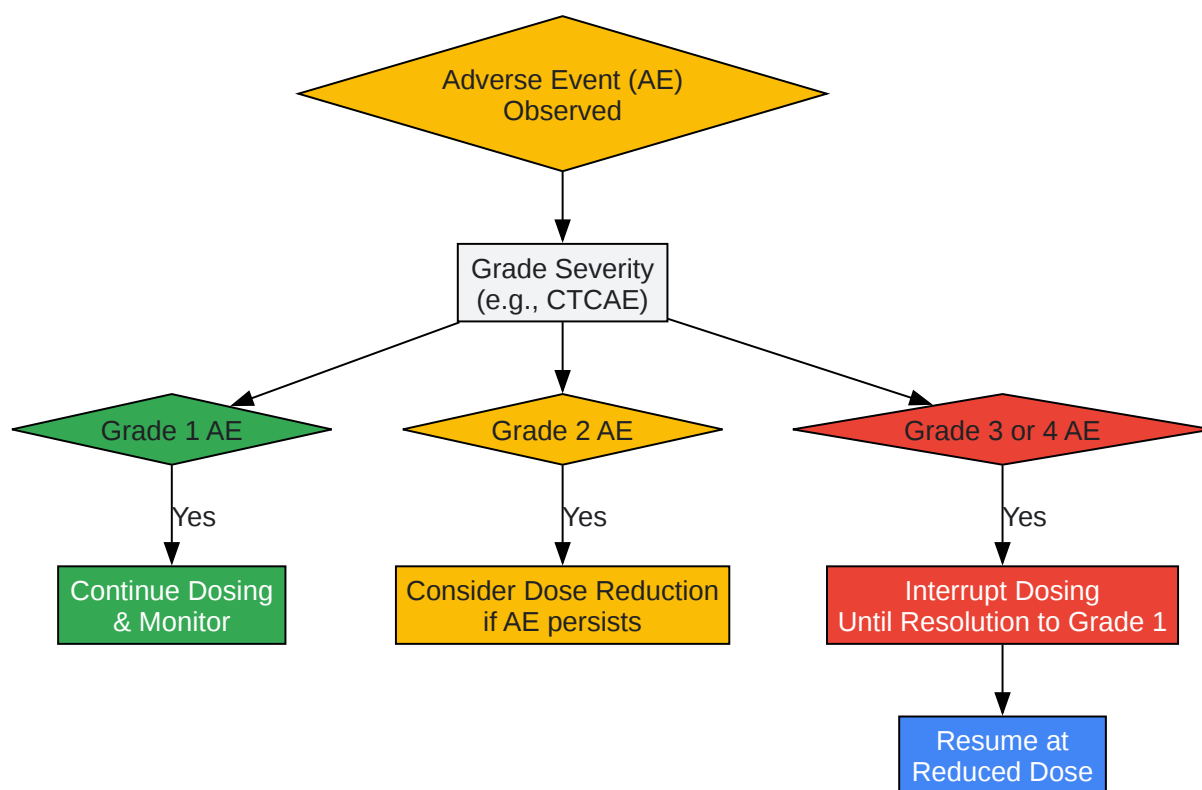 Adverse Event (AE)
Observed
Grade Severity
(e.g., CTCAE)
Grade 1 AE
Grade 2 AE
Grade 3 or 4 AE
Yes
Yes
Yes
Continue Dosing
& Monitor
Consider Dose Reduction
if AE persists
Interrupt Dosing
Until Resolution to Grade 1
Resume at
Reduced Dose